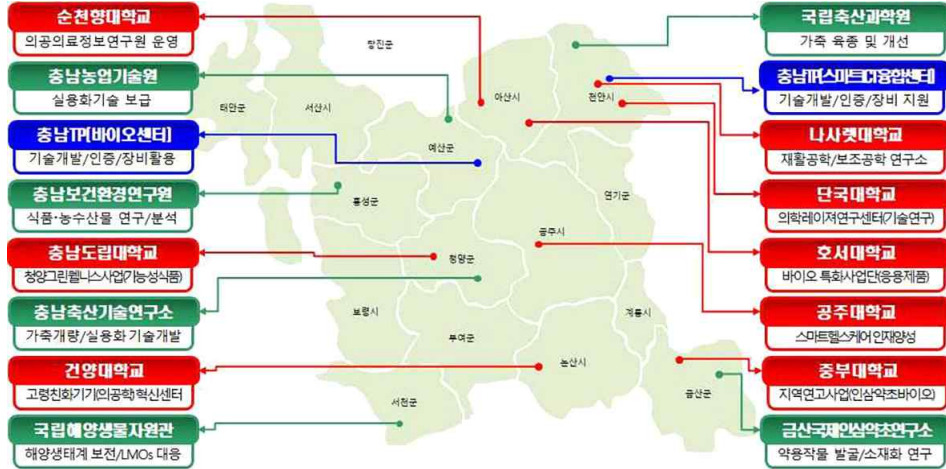 순천향대학교
의공의료정보연구원 운영
충남농업기술원
실용화기술 보급
충남TP[바이오센터]
기술개발/인증/장비활용
충남보건환경연구원
식품·농수산물 연구/분석
충남도립대학교
청양그린웰니스사업(기능성식품)
충남축산기술연구소
가축개량/실용화 기술개발
건양대학교
고령친화기기(의공학)혁신센터
국립해양생물자원관
해양생태계 보전/LMOs 대응
항진군
태안군
서산시
아산시
천안시
예산군
홍성군
연기군
공주시
청양군
보령시
계룡시
부여군
논산시
서천군
금산군
국립축산과학원
가축 육종 및 개선
충남TP[스마트ICT융합센터]
기술개발/인증/장비 지원
나사렛대학교
재활공학/보조공학 연구소
단국대학교
의학레이져연구센터(기술연구)
호서대학교
바이오 특화사업단(응용제품)
공주대학교
스마트헬스케어 인재양성
중부대학교
지역연고사업(인삼약초바이오)
금산국제인삼약초연구소
약용작물 발굴/소재화 연구